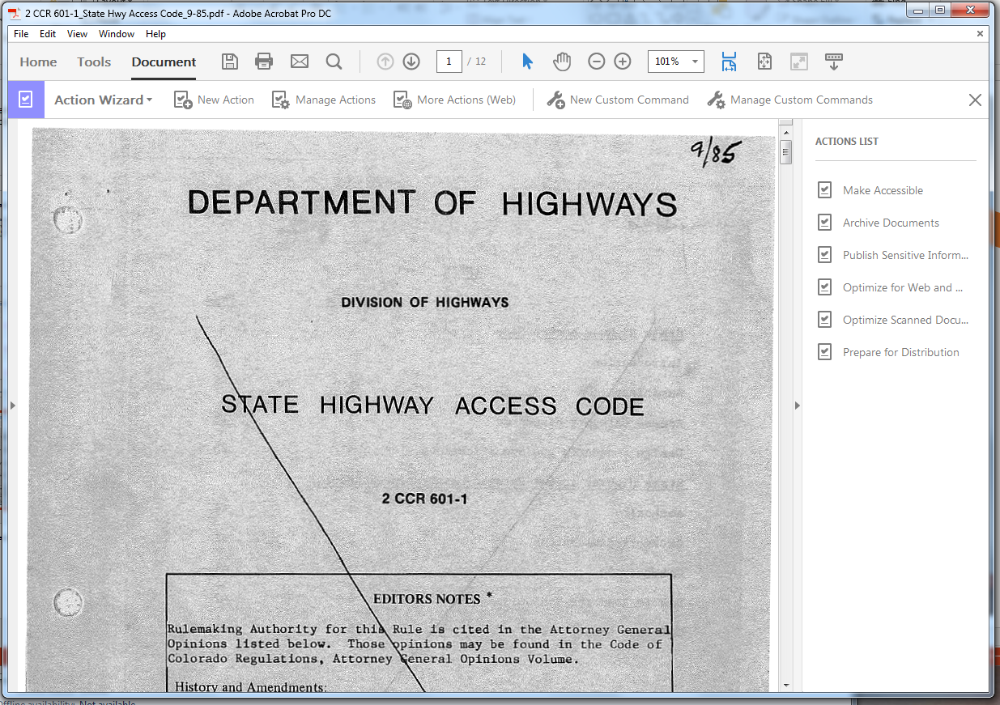 2 CCR 601-1_State Hwy Access Code_9-85.pdf - Adobe Acrobat Pro DC
File Edit View Window Help
Home Tools Document 1 / 12 101%
Action Wizard New Action Manage Actions More Actions (Web) New Custom Command Manage Custom Commands
9/85
DEPARTMENT OF HIGHWAYS
DIVISION OF HIGHWAYS
STATE HIGHWAY ACCESS CODE
2 CCR 601-1
EDITORS NOTES *
Rulemaking Authority for this Rule is cited in the Attorney General
Opinions listed below. Those opinions may be found in the Code of
Colorado Regulations, Attorney General Opinions Volume.
History and Amendments:
ACTIONS LIST
Make Accessible
Archive Documents
Publish Sensitive Inform...
Optimize for Web and ...
Optimize Scanned Docu...
Prepare for Distribution
Offline availability: Not available